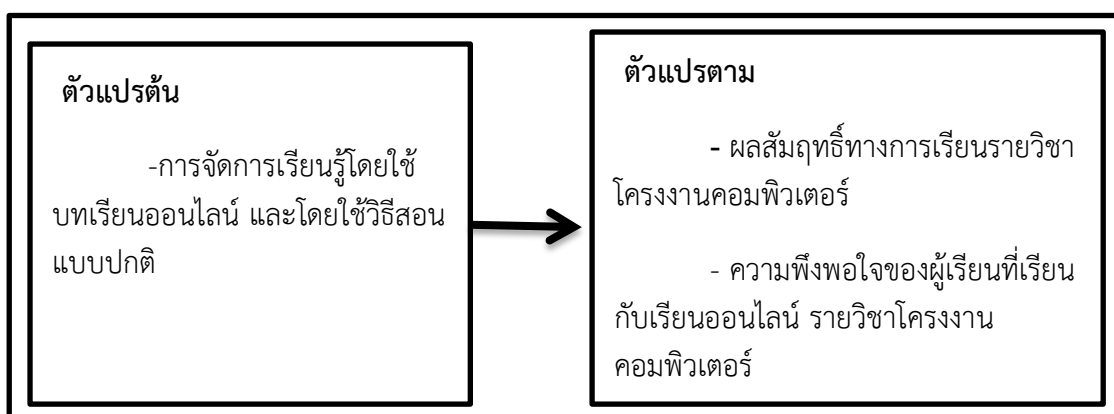 ตัวแปรต้น
-การจัดการเรียนรู้โดยใช้
บทเรียนออนไลน์ และโดยใช้วิธีสอน
แบบปกติ
ตัวแปรตาม
- ผลสัมฤทธิ์ทางการเรียนรายวิชา
โครงงานคอมพิวเตอร์
- ความพึงพอใจของผู้เรียนที่เรียน
กับเรียนออนไลน์ รายวิชาโครงงาน
คอมพิวเตอร์